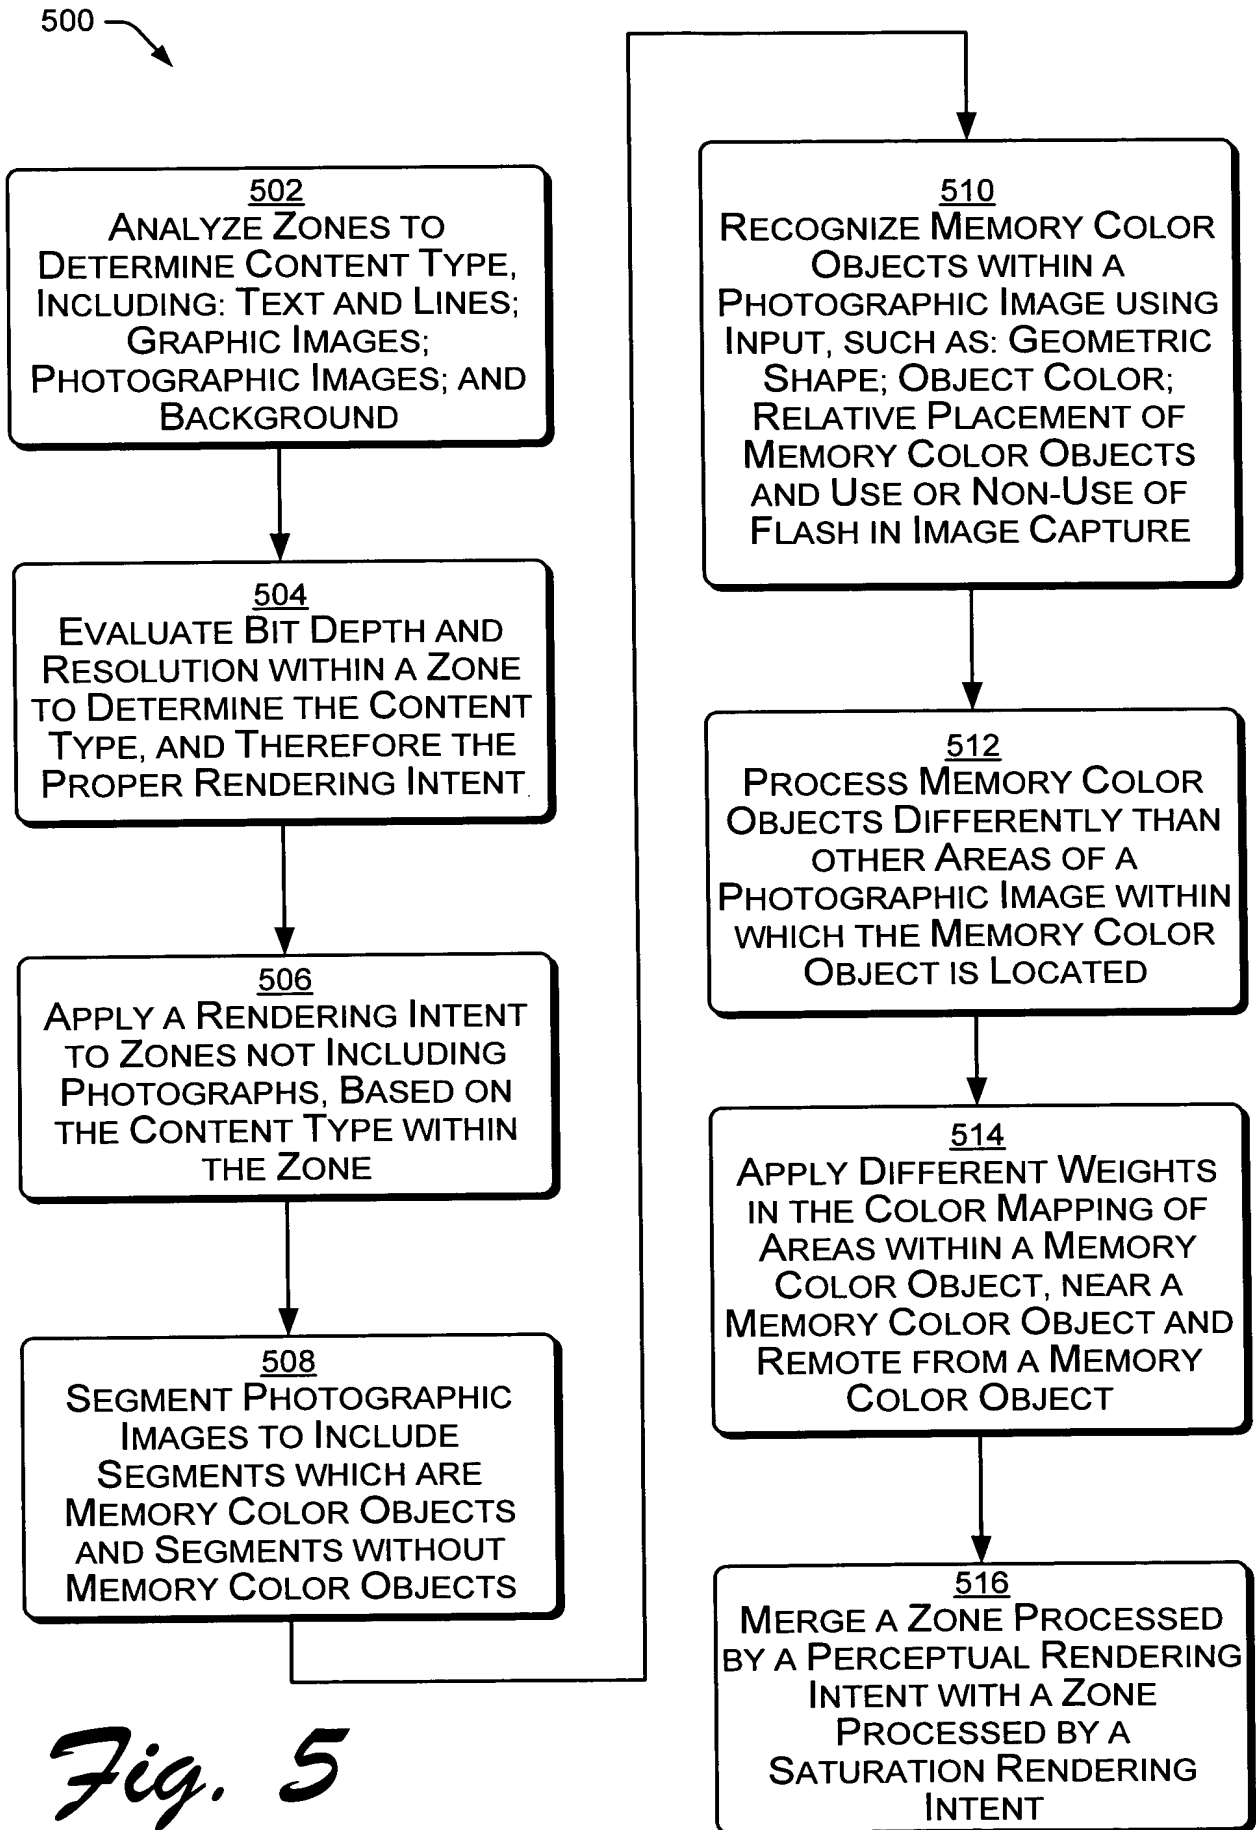 500
502
ANALYZE ZONES TO
DETERMINE CONTENT TYPE,
INCLUDING: TEXT AND LINES;
GRAPHIC IMAGES;
PHOTOGRAPHIC IMAGES; AND
BACKGROUND
504
EVALUATE BIT DEPTH AND
RESOLUTION WITHIN A ZONE
TO DETERMINE THE CONTENT
TYPE, AND THEREFORE THE
PROPER RENDERING INTENT
506
APPLY A RENDERING INTENT
TO ZONES NOT INCLUDING
PHOTOGRAPHS, BASED ON
THE CONTENT TYPE WITHIN
THE ZONE
508
SEGMENT PHOTOGRAPHIC
IMAGES TO INCLUDE
SEGMENTS WHICH ARE
MEMORY COLOR OBJECTS
AND SEGMENTS WITHOUT
MEMORY COLOR OBJECTS
510
RECOGNIZE MEMORY COLOR
OBJECTS WITHIN A
PHOTOGRAPHIC IMAGE USING
INPUT, SUCH AS: GEOMETRIC
SHAPE; OBJECT COLOR;
RELATIVE PLACEMENT OF
MEMORY COLOR OBJECTS
AND USE OR NON-USE OF
FLASH IN IMAGE CAPTURE
512
PROCESS MEMORY COLOR
OBJECTS DIFFERENTLY THAN
OTHER AREAS OF A
PHOTOGRAPHIC IMAGE WITHIN
WHICH THE MEMORY COLOR
OBJECT IS LOCATED
514
APPLY DIFFERENT WEIGHTS
IN THE COLOR MAPPING OF
AREAS WITHIN A MEMORY
COLOR OBJECT, NEAR A
MEMORY COLOR OBJECT AND
REMOTE FROM A MEMORY
COLOR OBJECT
516
MERGE A ZONE PROCESSED
BY A PERCEPTUAL RENDERING
INTENT WITH A ZONE
PROCESSED BY A
SATURATION RENDERING
INTENT
Fig. 5